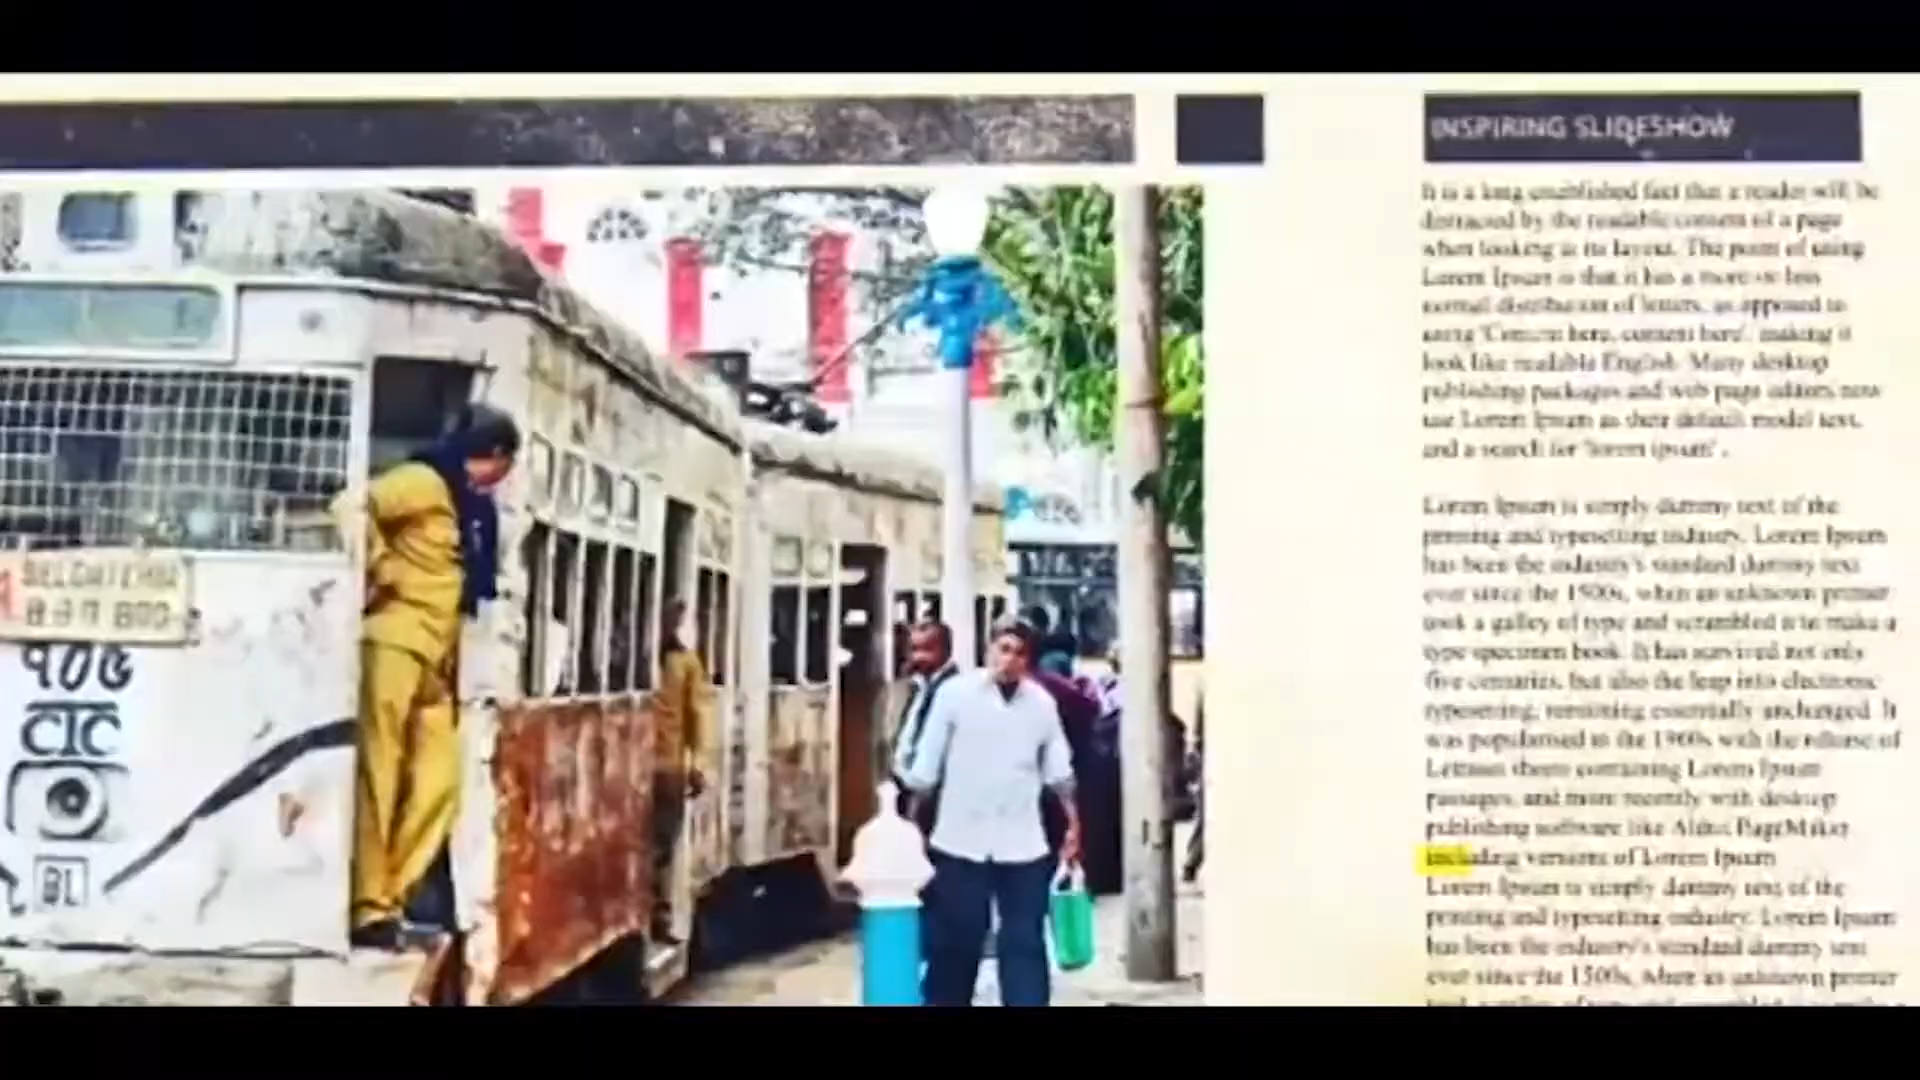 INSPIRING SLIDESHOW
It is a long established fact that a reader will be
distracted by the readable content of a page
when looking at its layout. The point of using
Lorem Ipsum is that it has a more-or-less
normal distribution of letters, as opposed to
using 'Content here, content here', making it
look like readable English. Many desktop
publishing packages and web page editors now
use Lorem Ipsum as their default model text,
and a search for 'lorem ipsum'.
Lorem Ipsum is simply dummy text of the
printing and typesetting industry. Lorem Ipsum
has been the industry's standard dummy text
ever since the 1500s, when an unknown printer
took a galley of type and scrambled it to make a
type specimen book. It has survived not only
five centuries, but also the leap into electronic
typesetting, remaining essentially unchanged. It
was popularised in the 1960s with the release of
Letraset sheets containing Lorem Ipsum
passages, and more recently with desktop
publishing software like Aldus PageMaker
including versions of Lorem Ipsum
Lorem Ipsum is simply dummy text of the
printing and typesetting industry. Lorem Ipsum
has been the industry's standard dummy text
ever since the 1500s, when an unknown printer
৭০৬
CTC
BL